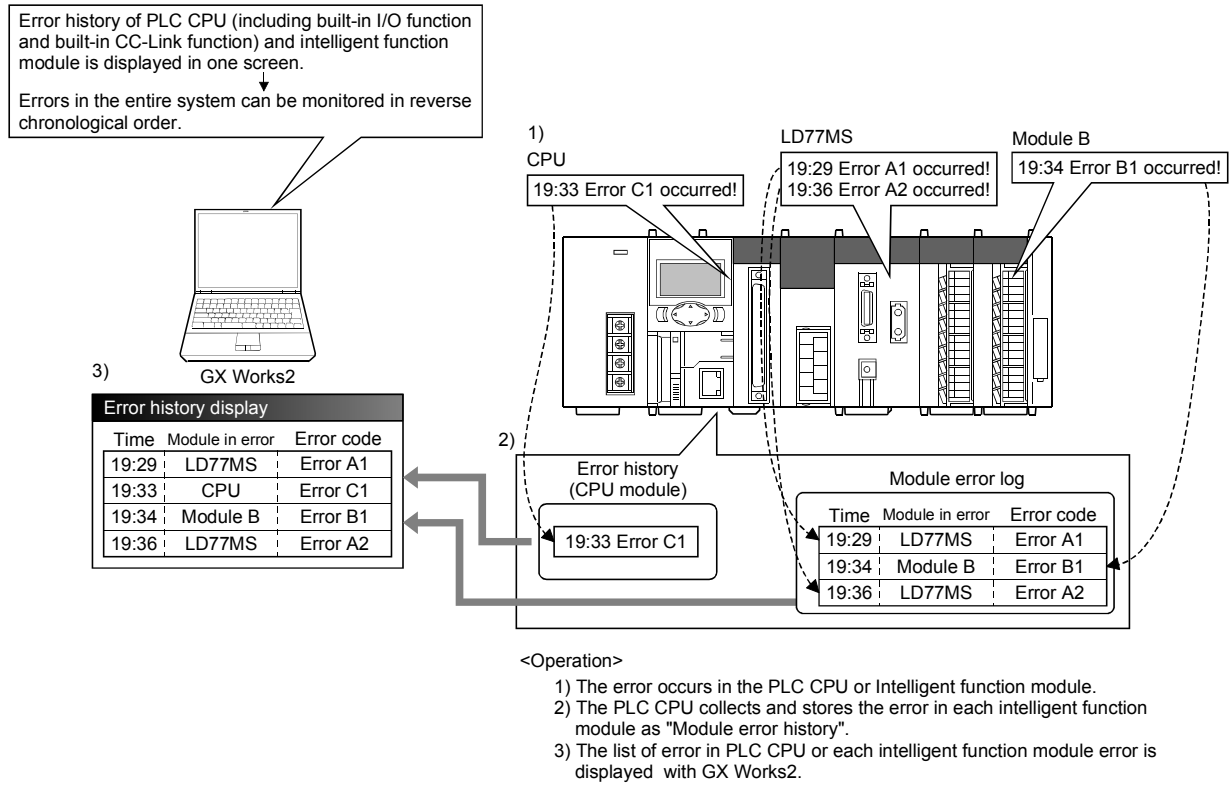 Error history of PLC CPU (including built-in I/O function
and built-in CC-Link function) and intelligent function
module is displayed in one screen.
Errors in the entire system can be monitored in reverse
chronological order.
1)
CPU
19:33 Error C1 occurred!
LD77MS
19:29 Error A1 occurred!
19:36 Error A2 occurred!
Module B
19:34 Error B1 occurred!
GX Works2
3)
Error history display
Time Module in error Error code
19:29 LD77MS Error A1
19:33 CPU Error C1
19:34 Module B Error B1
19:36 LD77MS Error A2
2)
Error history
(CPU module)
19:33 Error C1
Module error log
Time Module in error Error code
19:29 LD77MS Error A1
19:34 Module B Error B1
19:36 LD77MS Error A2
<Operation>
1) The error occurs in the PLC CPU or Intelligent function module.
2) The PLC CPU collects and stores the error in each intelligent function
module as "Module error history".
3) The list of error in PLC CPU or each intelligent function module error is
displayed with GX Works2.